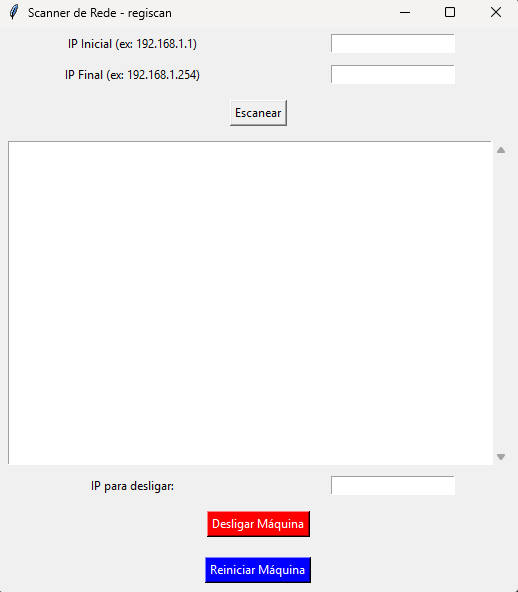 Scanner de Rede - regiscan
IP Inicial (ex: 192.168.1.1)
IP Final (ex: 192.168.1.254)
Escanear
IP para desligar:
Desligar Máquina
Reiniciar Máquina